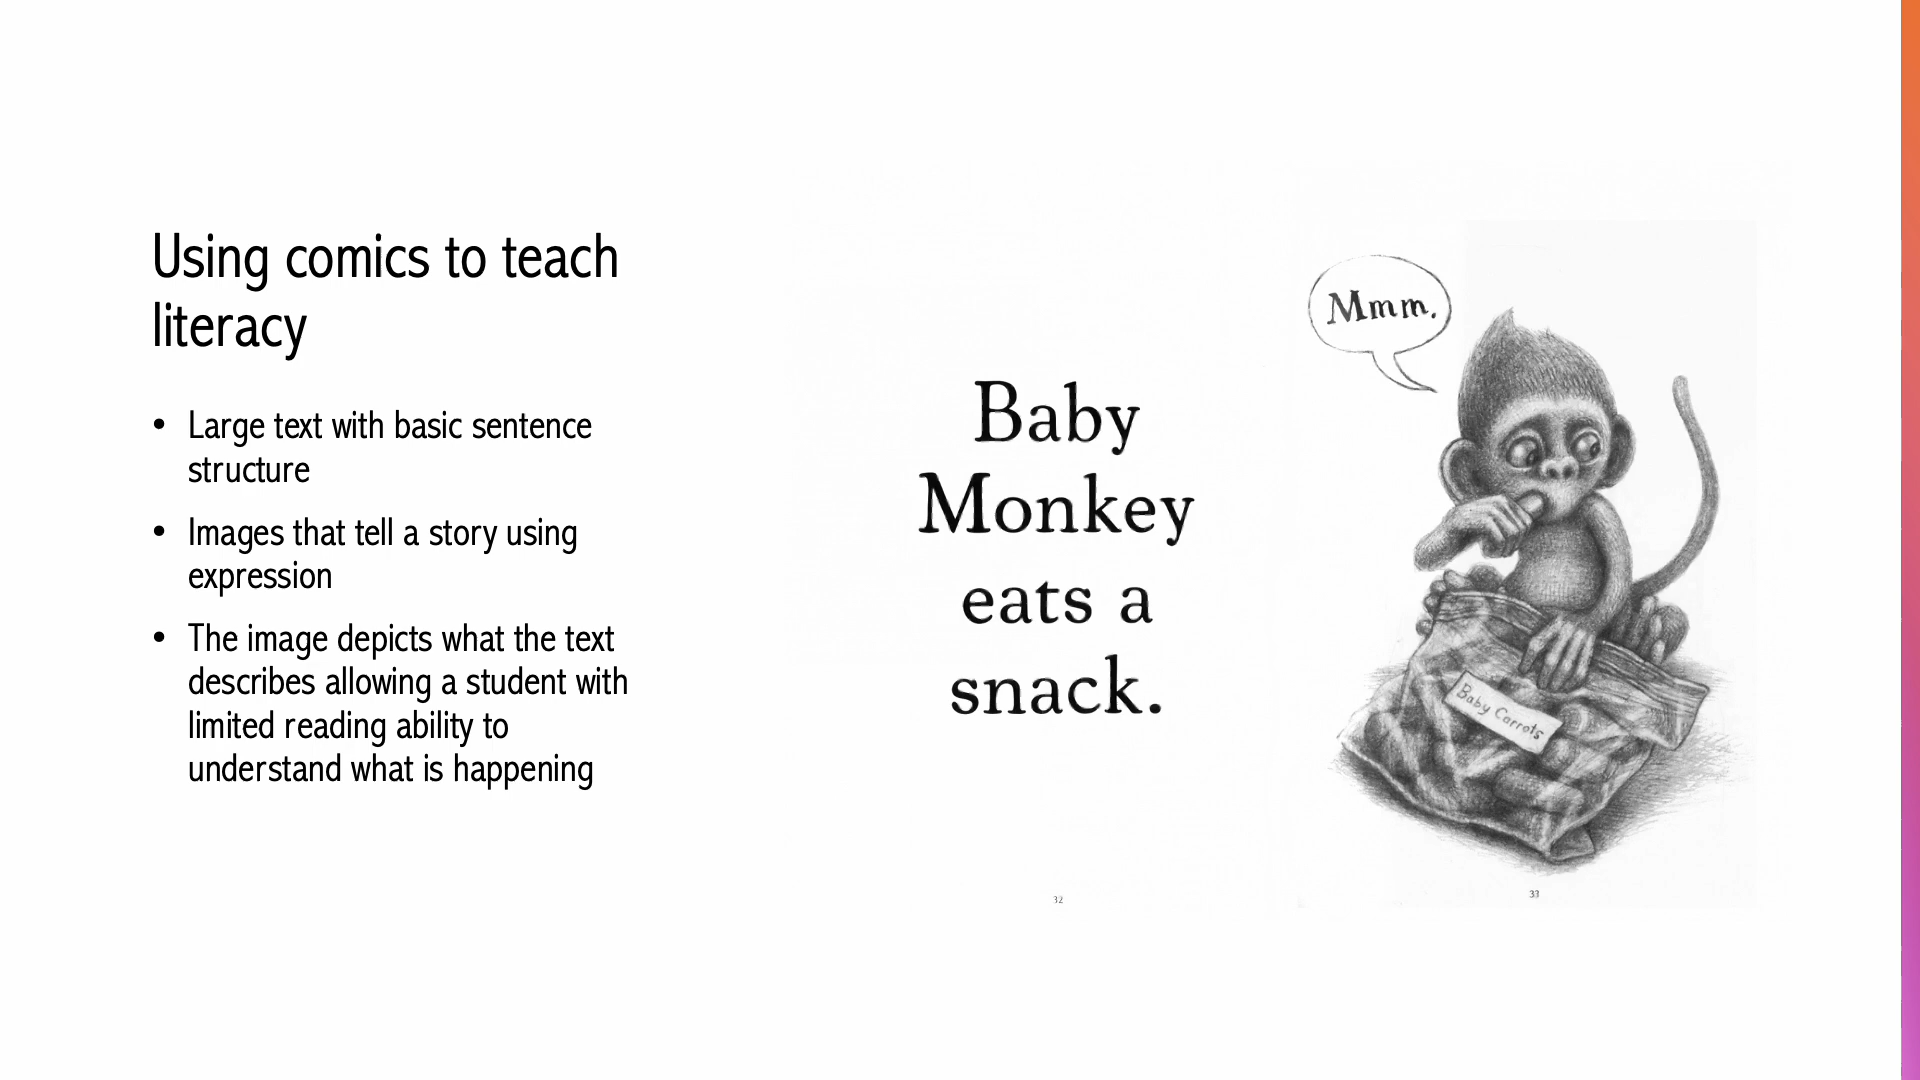 Using comics to teach
literacy
• Large text with basic sentence
structure
• Images that tell a story using
expression
• The image depicts what the text
describes allowing a student with
limited reading ability to
understand what is happening
Baby
Monkey
eats a
snack.
32
Mmm.
Baby Carrots
33